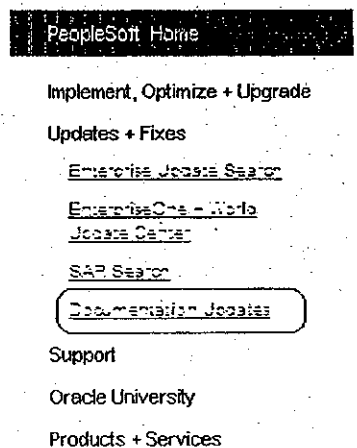 PeopleSoft Home
Implement, Optimize + Upgrade
Updates + Fixes
Enterprise Update Search
EnterpriseOne + World
Update Center
SAR Search
Documentation Updates
Support
Oracle University
Products + Services